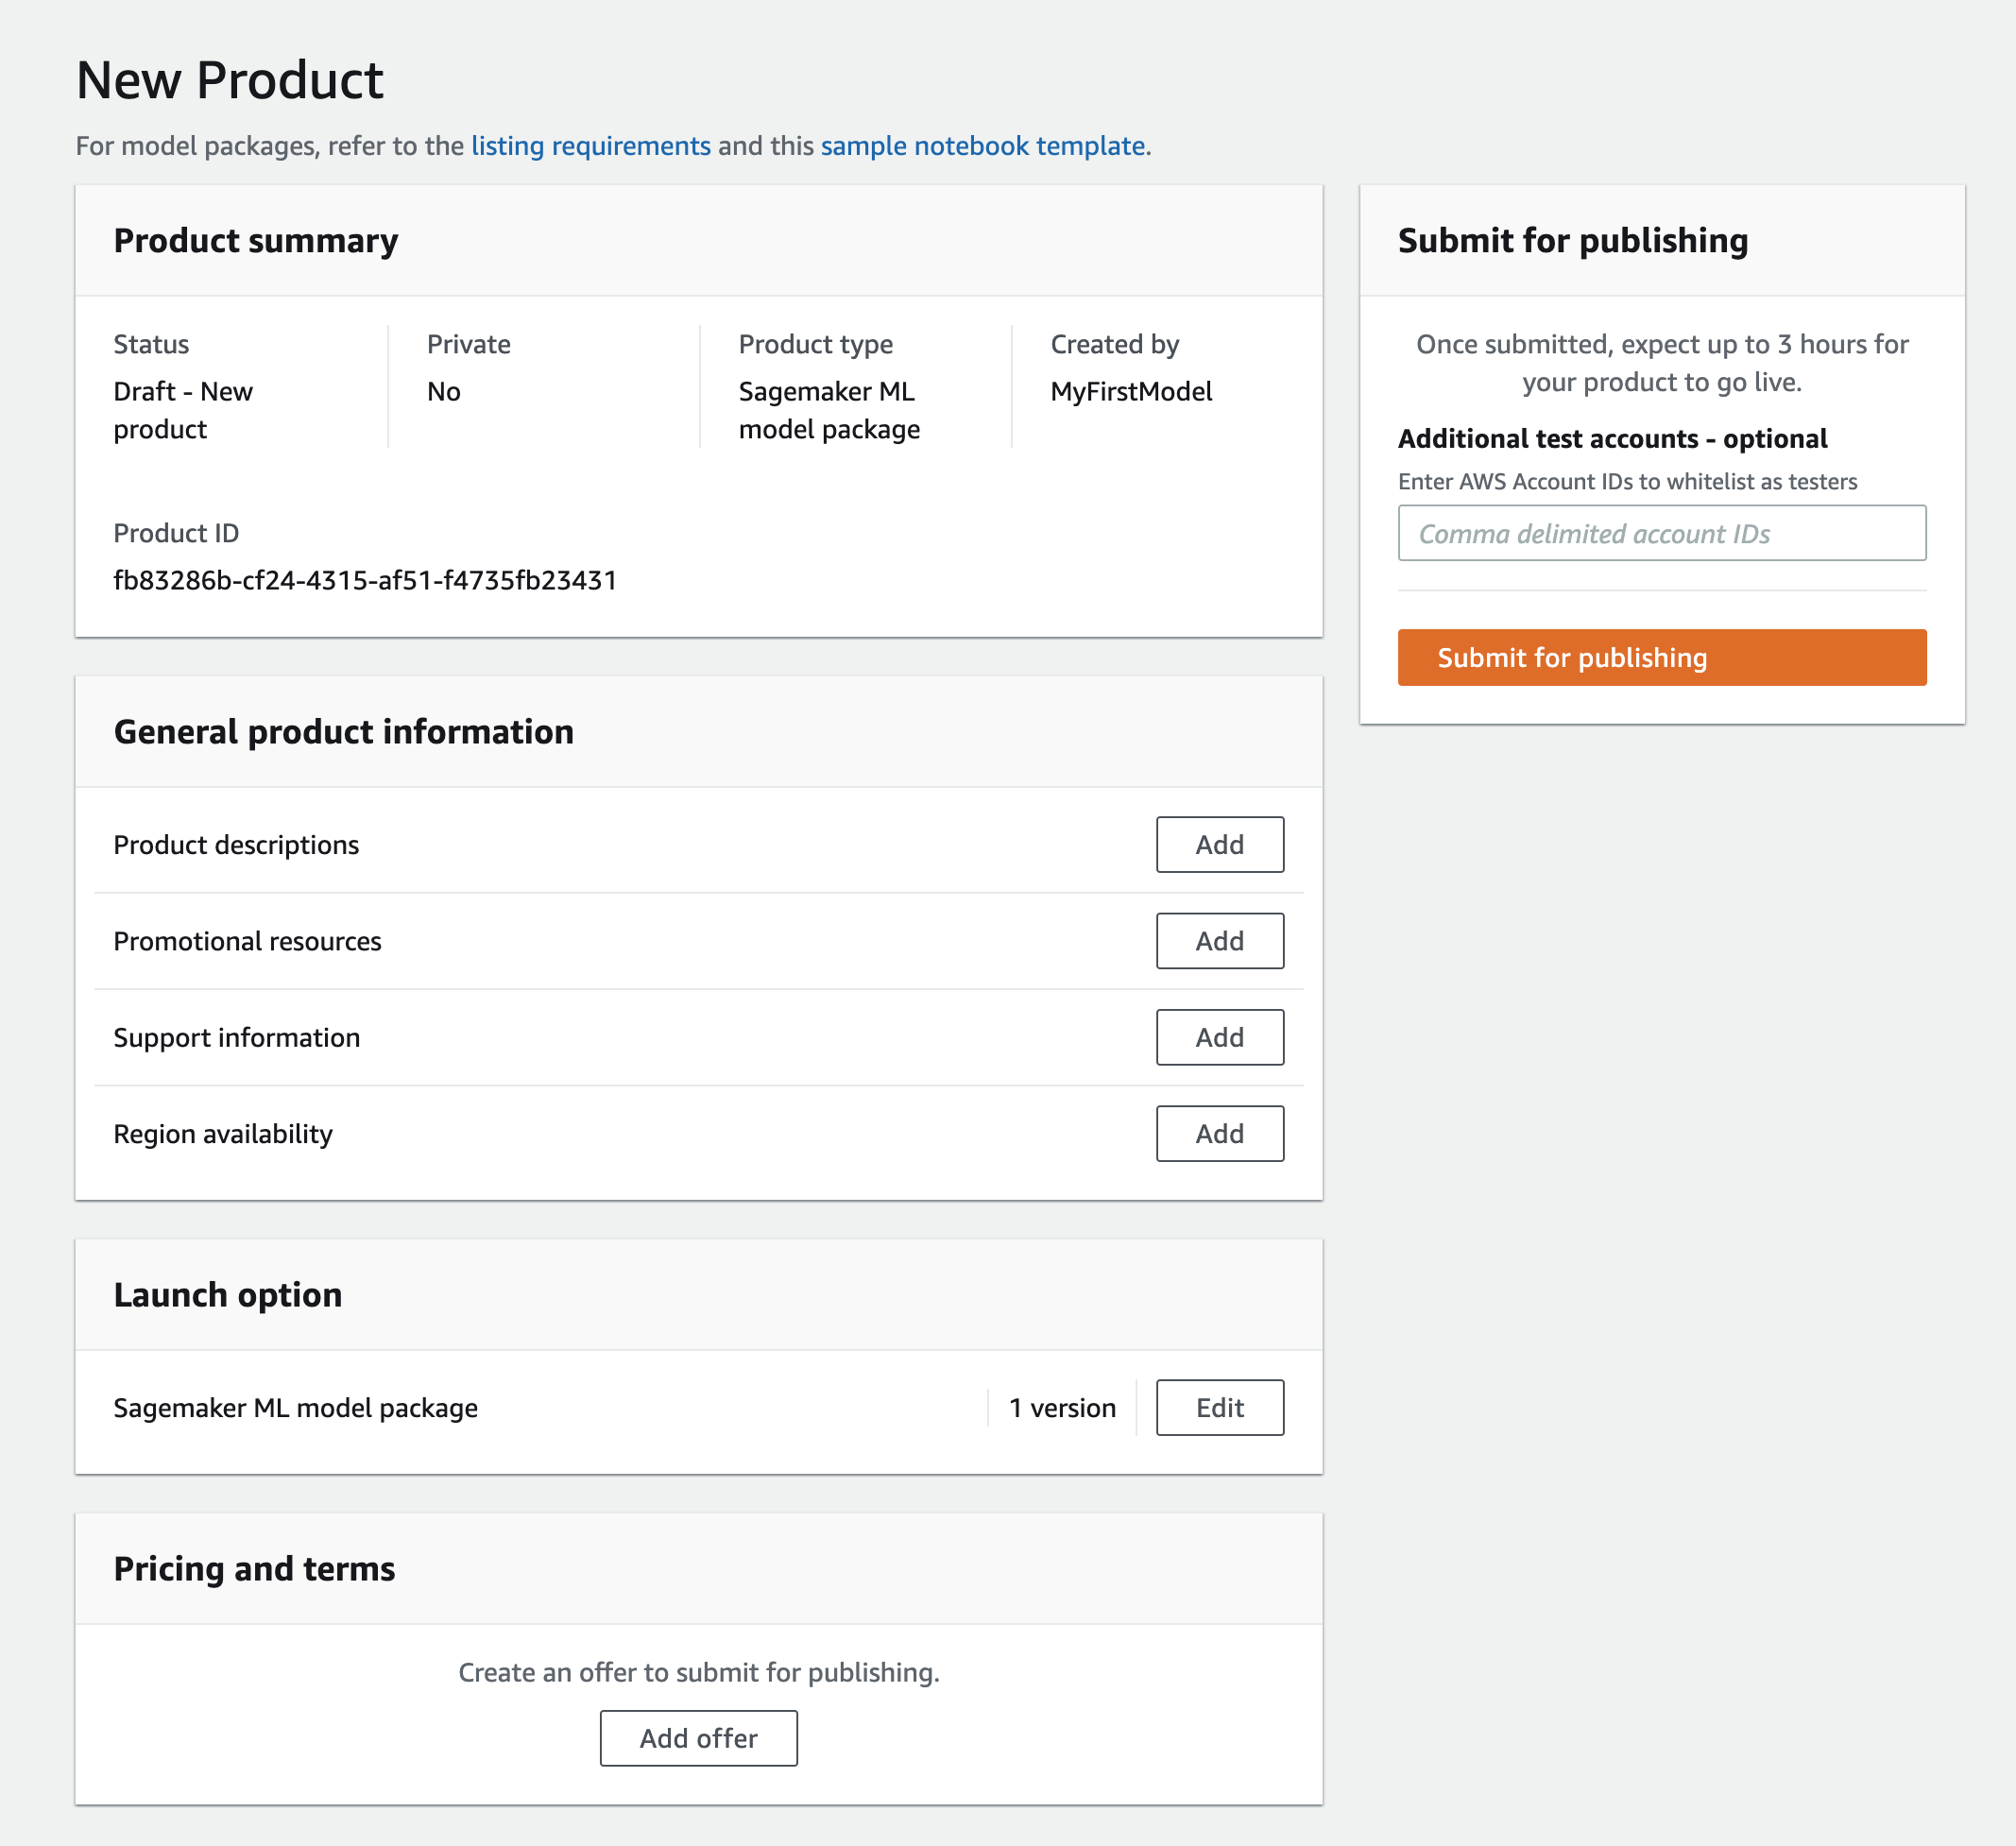 New Product
For model packages, refer to the listing requirements and this sample notebook template.
Product summary
Status
Draft - New
product
Private
No
Product type
Sagemaker ML
model package
Created by
MyFirstModel
Product ID
fb83286b-cf24-4315-af51-f4735fb23431
Submit for publishing
Once submitted, expect up to 3 hours for
your product to go live.
Additional test accounts - optional
Enter AWS Account IDs to whitelist as testers
Comma delimited account IDs
Submit for publishing
General product information
Product descriptions
Add
Promotional resources
Add
Support information
Add
Region availability
Add
Launch option
Sagemaker ML model package
1 version
Edit
Pricing and terms
Create an offer to submit for publishing.
Add offer